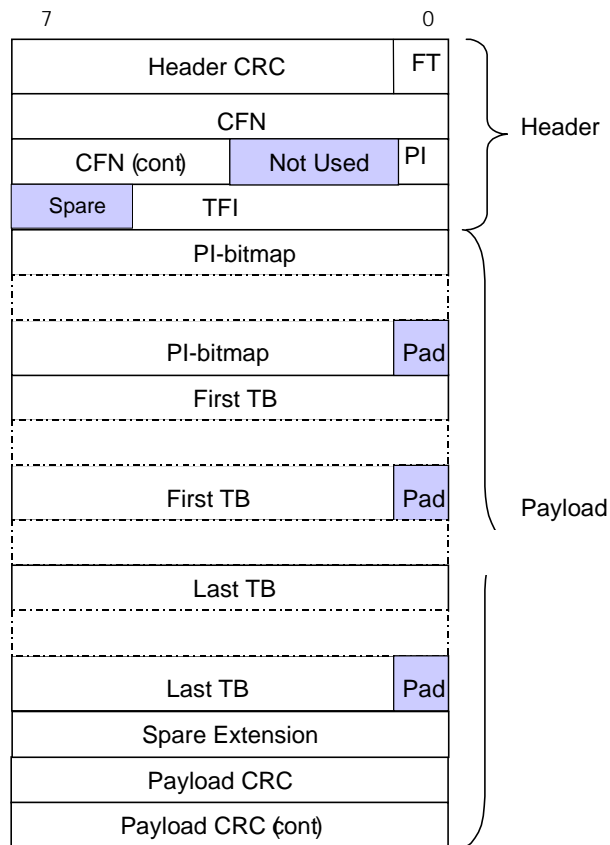 7 0
Header CRC FT
CFN
Header
CFN (cont) Not Used PI
Spare TFI
PI-bitmap
PI-bitmap Pad
First TB
First TB Pad
Payload
Last TB
Last TB Pad
Spare Extension
Payload CRC
Payload CRC (cont)